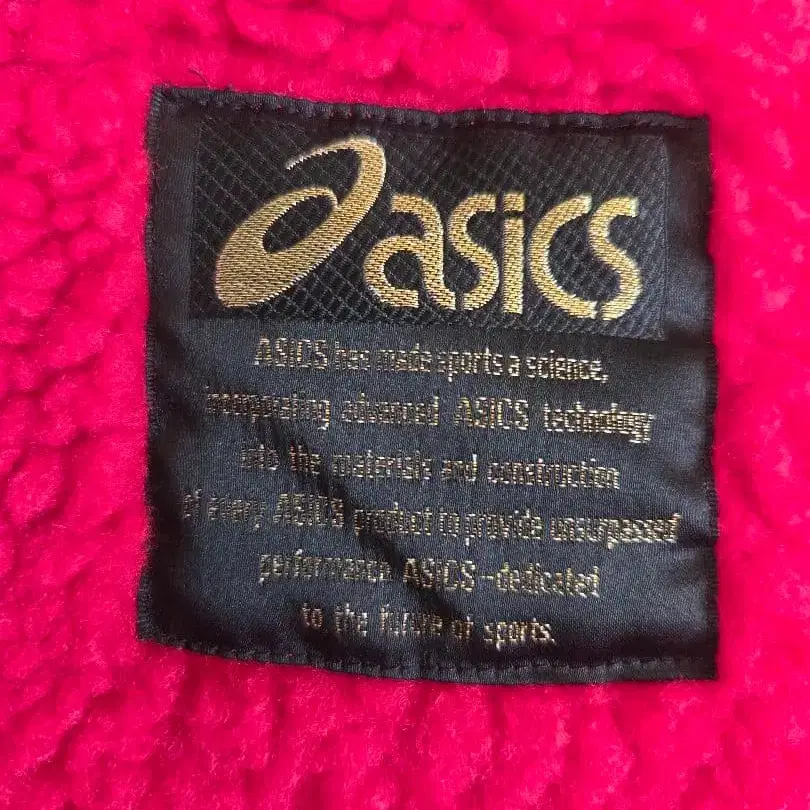 asics
ASICS has made sports a science,
incorporating advanced ASICS technology
into the materials and construction
of every ASICS product to provide unsurpassed
performance ASICS-dedicated
to the future of sports.